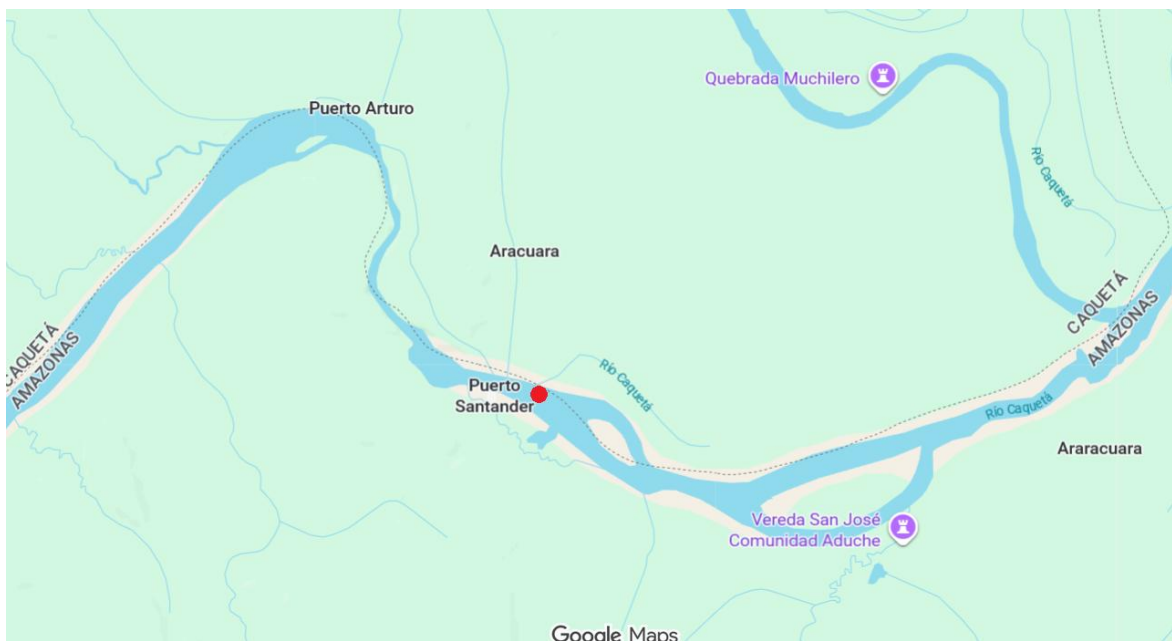 Quebrada Muchilero
Puerto Arturo
Río Caquetá
Aracuara
CAQUETÁ
AMAZONAS
CAQUETÁ
AMAZONAS
Puerto
Santander
Río Caquetá
Río Caquetá
Araracuara
Vereda San José
Comunidad Aduche
Google Maps